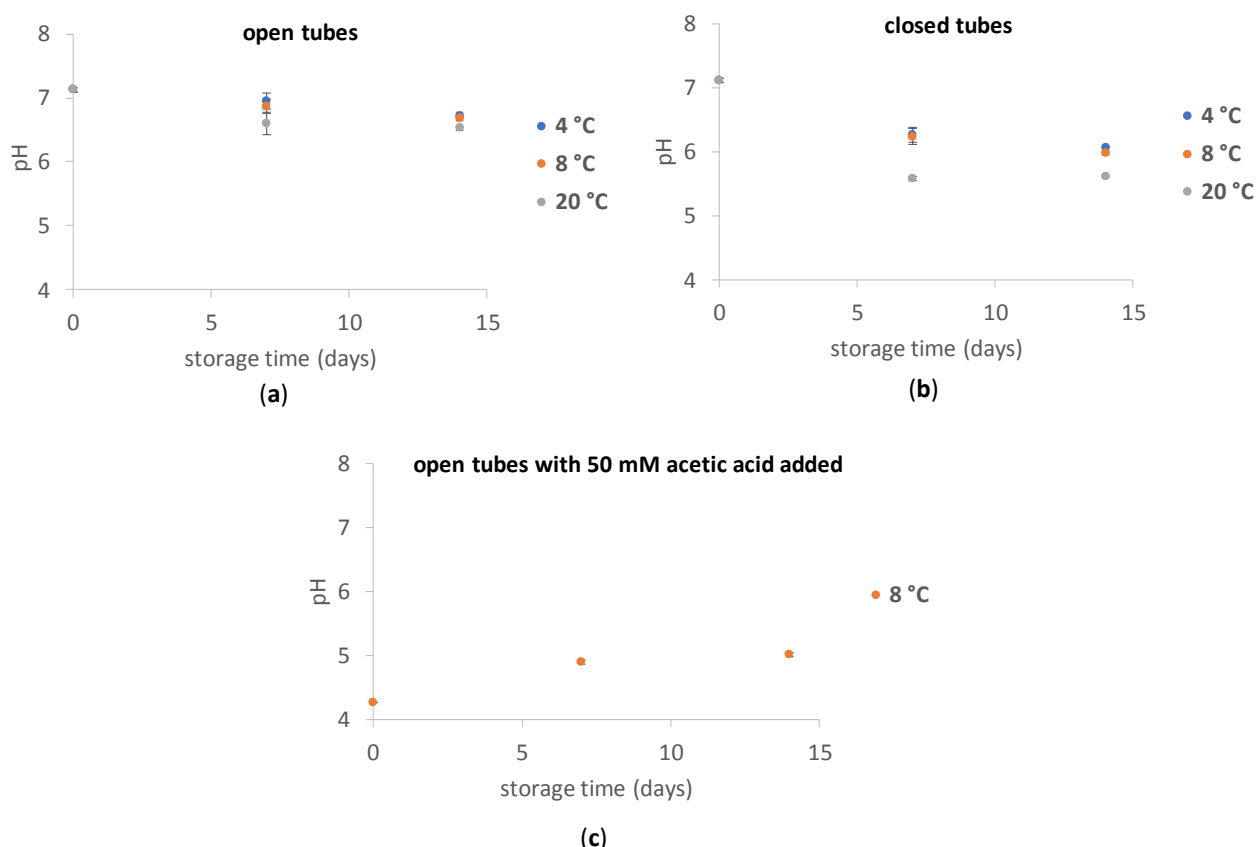 open tubes
8
7
6
5
4
pH
0 5 10 15
storage time (days)
4 °C
8 °C
20 °C
(a)
closed tubes
8
7
6
5
4
pH
0 5 10 15
storage time (days)
4 °C
8 °C
20 °C
(b)
open tubes with 50 mM acetic acid added
8
7
6
5
4
pH
0 5 10 15
storage time (days)
8 °C
(c)